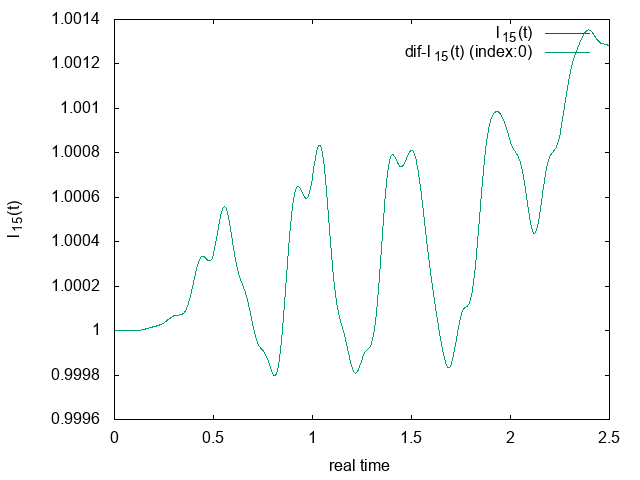 I15(t)
dif-I15(t) (index:0)
1.0014
1.0012
1.001
1.0008
1.0006
1.0004
1.0002
1
0.9998
0.9996
I15(t)
0 0.5 1 1.5 2 2.5
real time